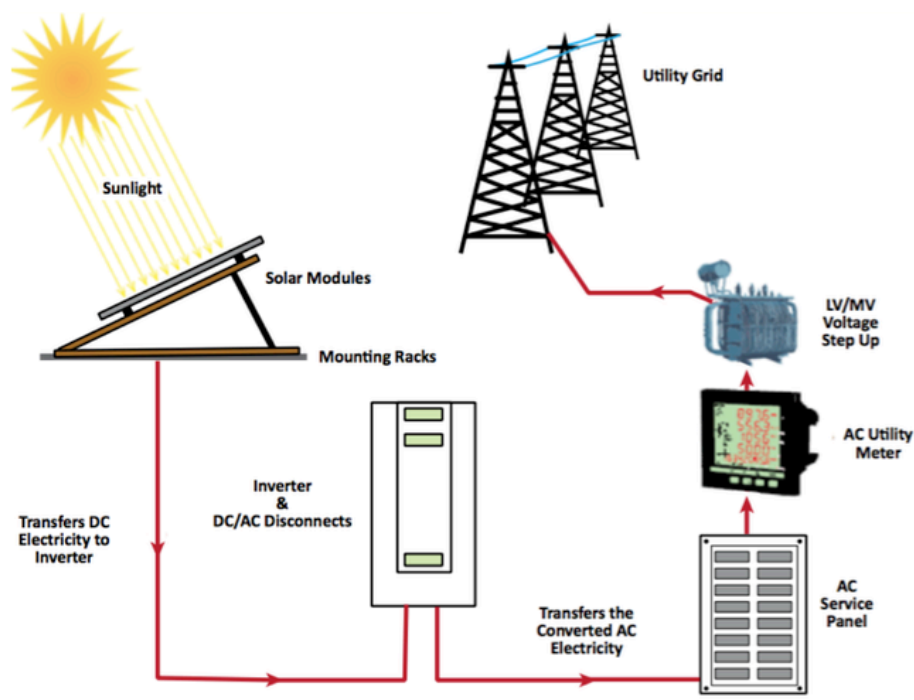 Utility Grid
Sunlight
Solar Modules
LV/MV
Voltage
Step Up
Mounting Racks
AC Utility
Meter
Inverter
&
DC/AC Disconnects
Transfers DC
Electricity to
Inverter
AC
Service
Panel
Transfers the
Converted AC
Electricity